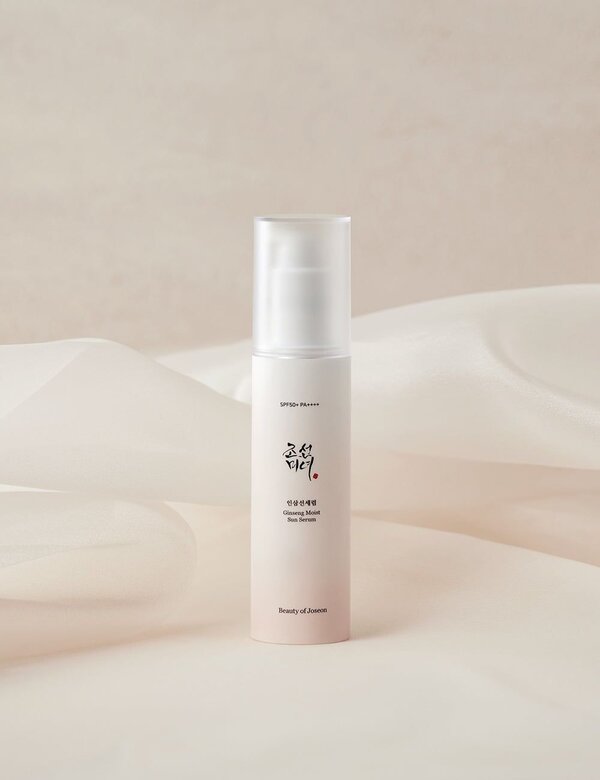 SPF50+ PA++++
조선
미녀
인삼선세럼
Ginseng Moist
Sun Serum
Beauty of Joseon